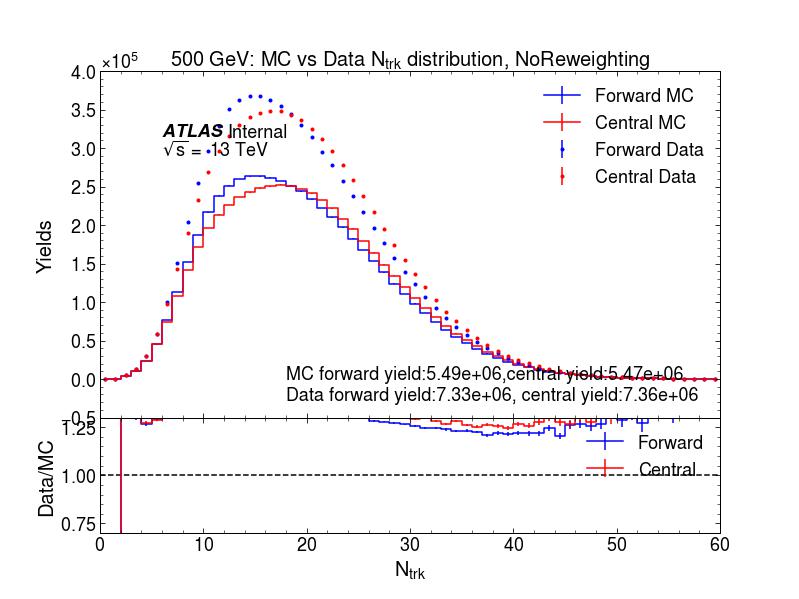 ×10⁵
500 GeV: MC vs Data Ntrk distribution, NoReweighting
4.0
3.5
3.0
2.5
2.0
1.5
1.0
0.5
0.0
0.5
Yields
ATLAS Internal
√s = 13 TeV
Forward MC
Central MC
Forward Data
Central Data
MC forward yield:5.49e+06,central yield:5.47e+06
Data forward yield:7.33e+06, central yield:7.36e+06
1.25
1.00
0.75
Data/MC
Forward
Central
0 10 20 30 40 50 60
Ntrk